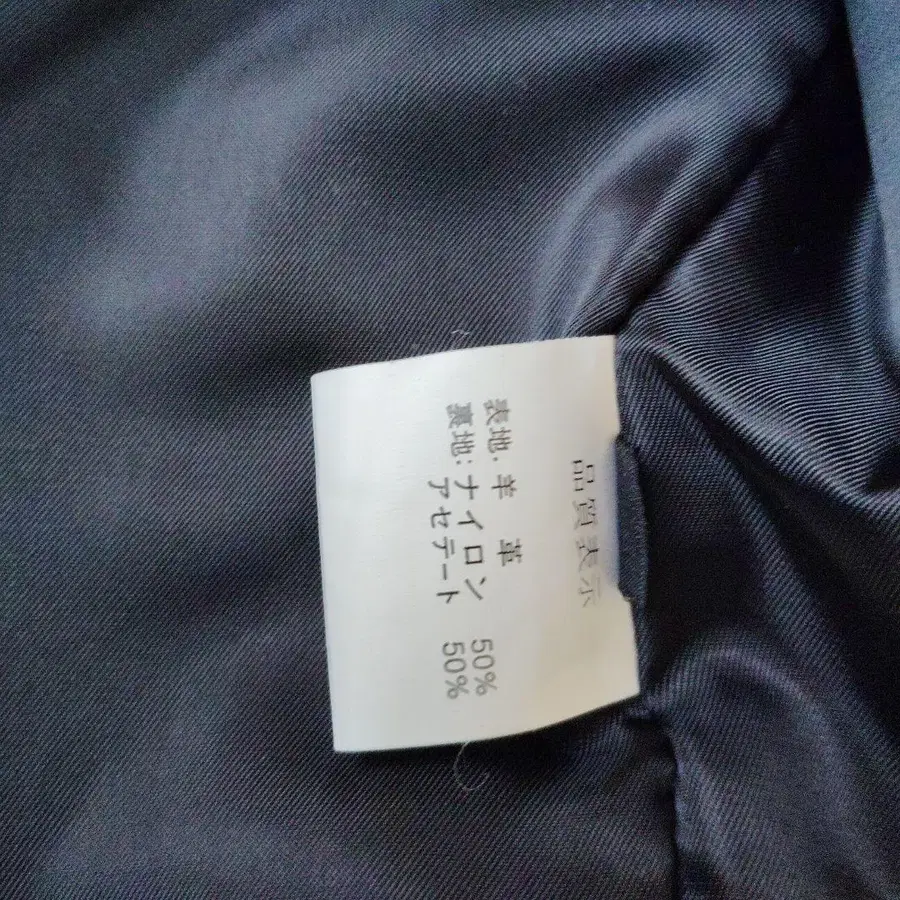 品質表示
表地: 羊 革
裏地: ナイロン 50%
アセテート 50%